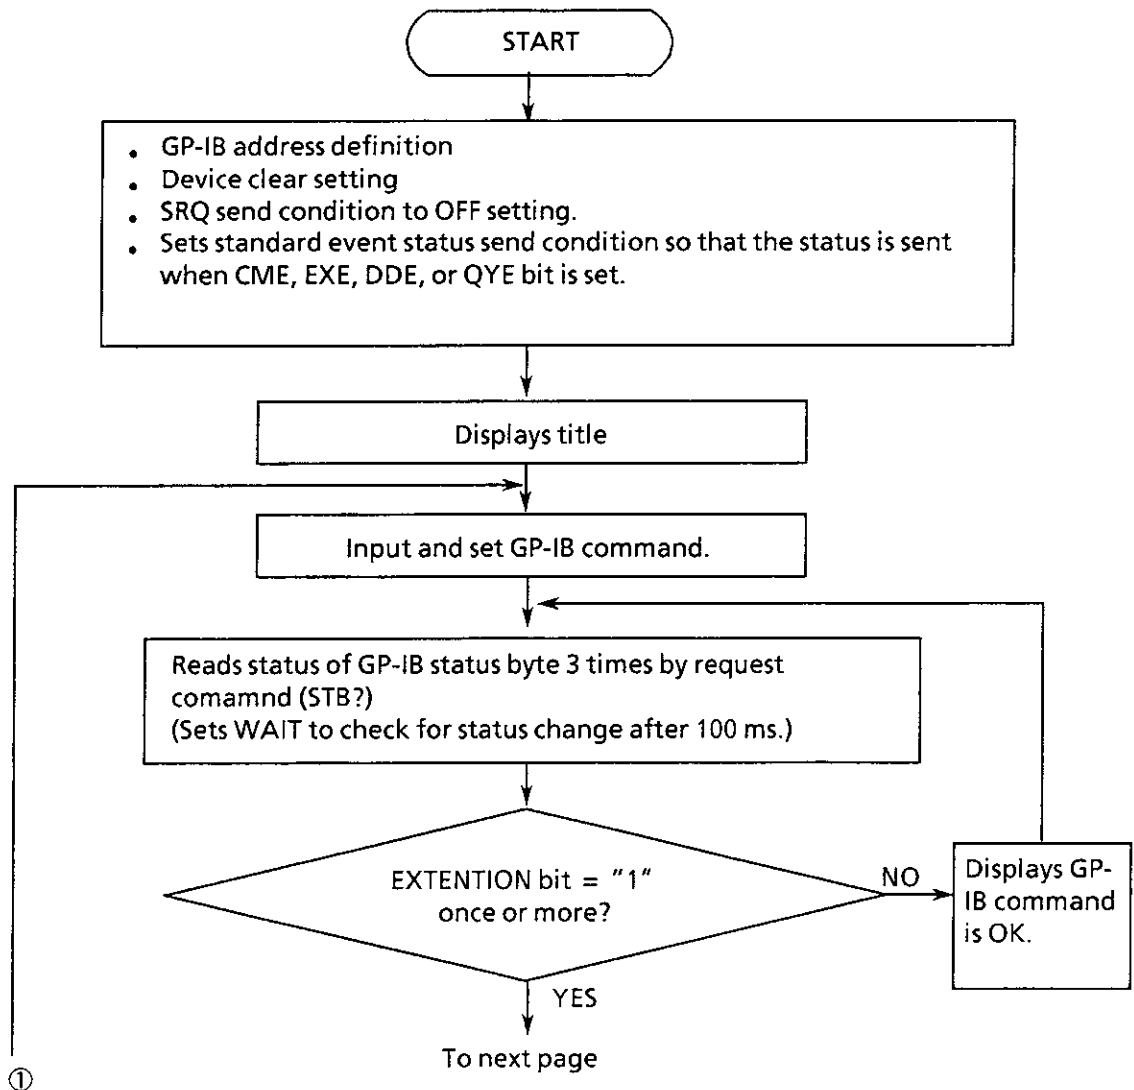 START
• GP-IB address definition
• Device clear setting
• SRQ send condition to OFF setting.
• Sets standard event status send condition so that the status is sent
when CME, EXE, DDE, or QYE bit is set.
Displays title
Input and set GP-IB command.
Reads status of GP-IB status byte 3 times by request
comamnd (STB?)
(Sets WAIT to check for status change after 100 ms.)
EXTENTION bit = "1"
once or more?
NO
Displays GP-
IB command
is OK.
YES
To next page
①